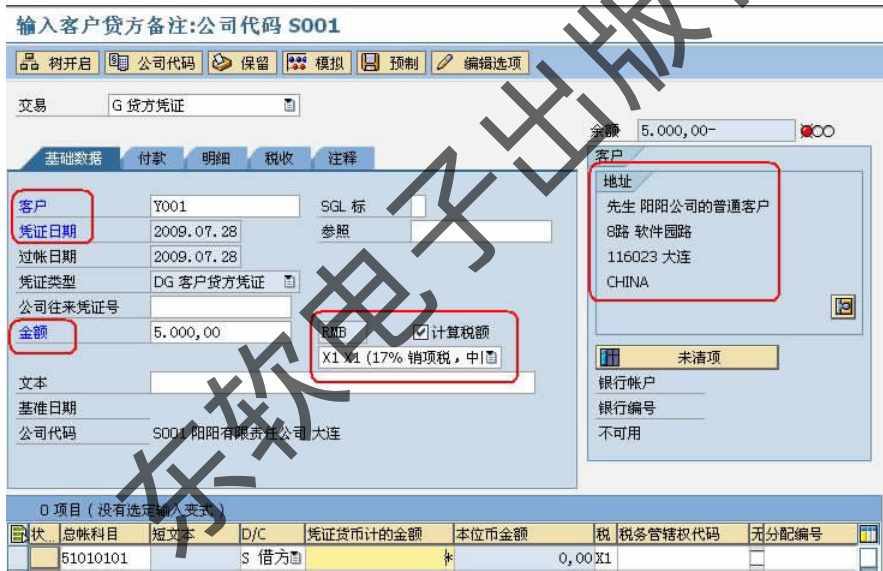 输入客户贷方备注:公司代码 S001
树开启 公司代码 保留 模拟 预制 编辑选项
交易 G 贷方凭证
余额 5.000,00-
基础数据 付款 明细 税收 注释
客户
地址
客户 Y001 SGL 标
先生 阳阳公司的普通客户
凭证日期 2009.07.28 参照
8路 软件园路
过帐日期 2009.07.28
116023 大连
凭证类型 DG 客户贷方凭证
CHINA
公司往来凭证号
金额 5.000,00 RMB 计算税额
X1 X1 (17% 销项税，中
未清项
文本
银行帐户
基准日期
银行编号
公司代码 S001 阳阳有限责任公司 大连
不可用
0 项目 (没有选定输入变式)
状... 总帐科目 短文本 D/C 凭证货币计的金额 本位币金额 税 税务管辖权代码 无 分配编号
51010101 S 借方 0,00 X1
东软电子出版